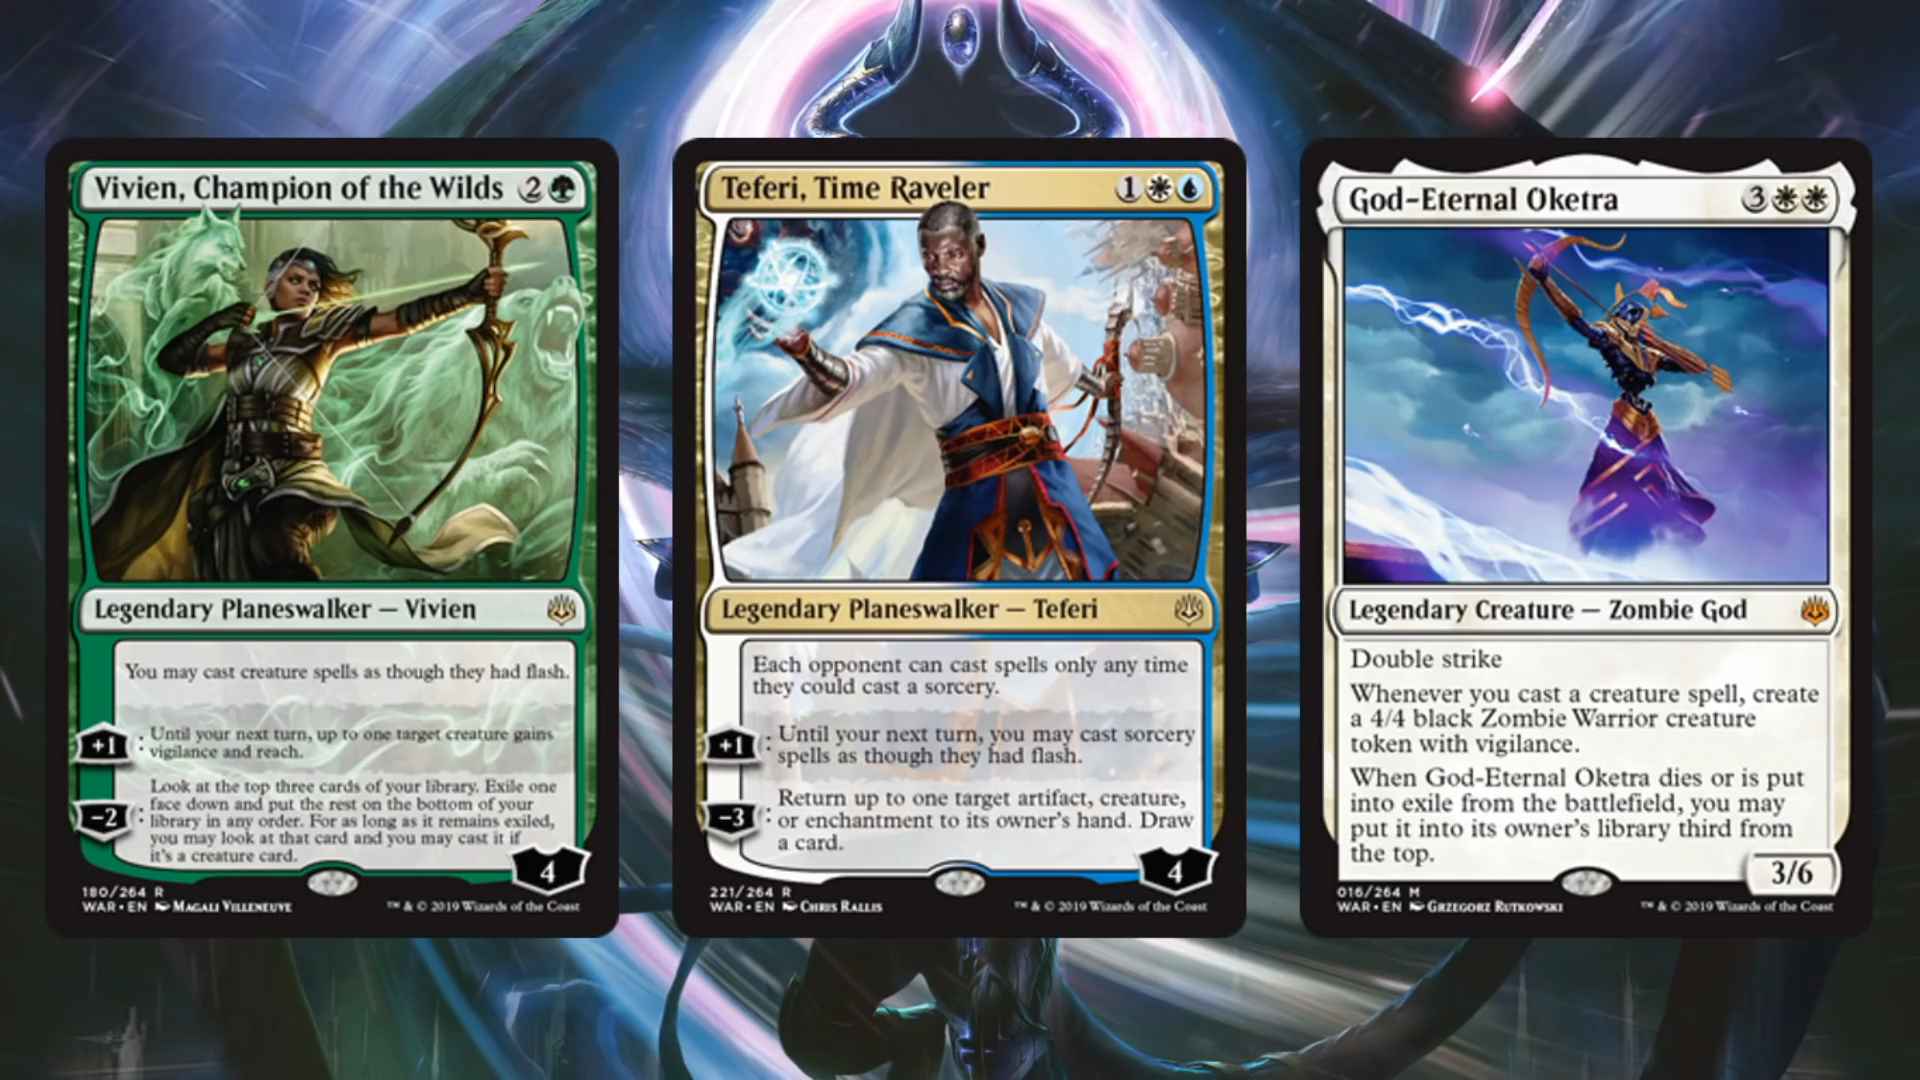 Vivien, Champion of the Wilds 2
Legendary Planeswalker — Vivien
You may cast creature spells as though they had flash.
+1: Until your next turn, up to one target creature gains
vigilance and reach.
Look at the top three cards of your library. Exile one
face down and put the rest on the bottom of your
−2: library in any order. For as long as it remains exiled,
you may look at that card and you may cast it if
it's a creature card.
4
180/264 R
WAR • EN Magali Villeneuve
™ & © 2019 Wizards of the Coast
Teferi, Time Raveler 1
Legendary Planeswalker — Teferi
Each opponent can cast spells only any time
they could cast a sorcery.
+1: Until your next turn, you may cast sorcery
spells as though they had flash.
Return up to one target artifact, creature,
−3: or enchantment to its owner's hand. Draw
a card.
4
221/264 R
WAR • EN Chris Rallis
™ & © 2019 Wizards of the Coast
God-Eternal Oketra 3
Legendary Creature — Zombie God
Double strike
Whenever you cast a creature spell, create
a 4/4 black Zombie Warrior creature
token with vigilance.
When God-Eternal Oketra dies or is put
into exile from the battlefield, you may
put it into its owner's library third from
the top.
3/6
016/264 M
WAR • EN Grzegorz Rutkowski
™ & © 2019 Wizards of the Coast